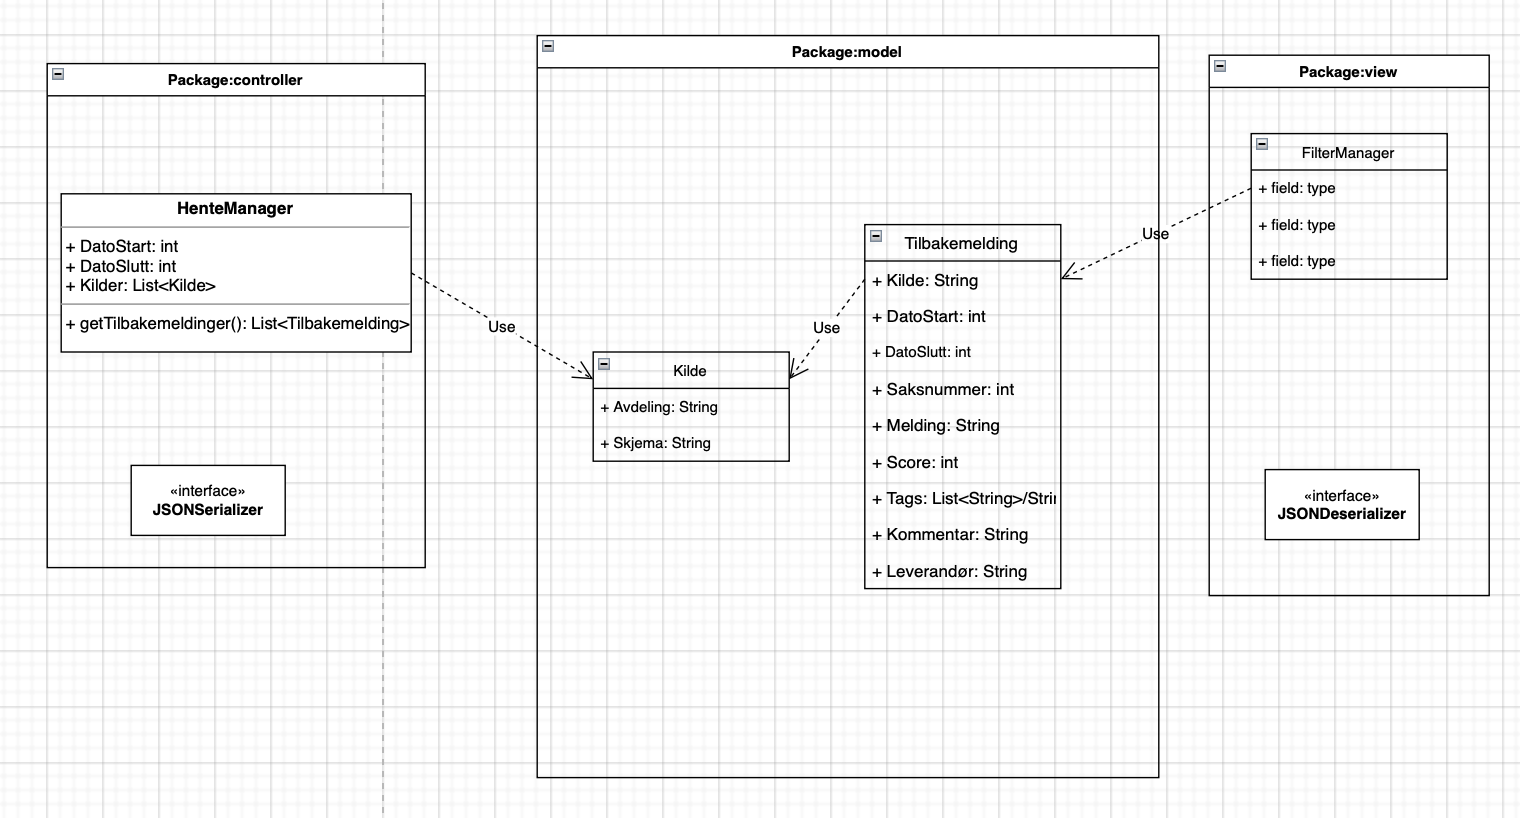 Package:controller
HenteManager
+ DatoStart: int
+ DatoSlutt: int
+ Kilder: List<Kilde>
+ getTilbakemeldinger(): List<Tilbakemelding>
«interface»
JSONSerializer
Use
Package:model
Kilde
+ Avdeling: String
+ Skjema: String
Use
Tilbakemelding
+ Kilde: String
+ DatoStart: int
+ DatoSlutt: int
+ Saksnummer: int
+ Melding: String
+ Score: int
+ Tags: List<String>/Stri
+ Kommentar: String
+ Leverandør: String
Use
Package:view
FilterManager
+ field: type
+ field: type
+ field: type
«interface»
JSONDeserializer